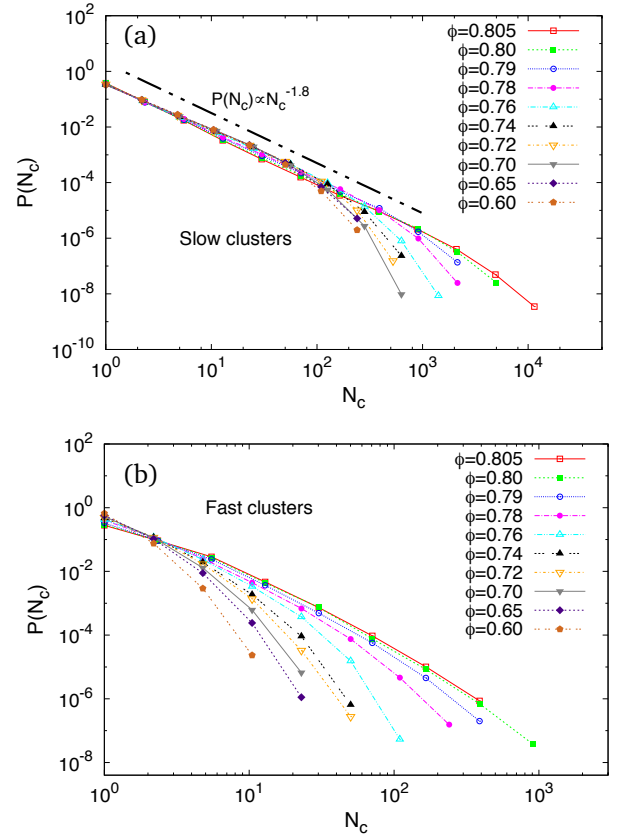 (a)
P(N_c)∝N_c^-1.8
Slow clusters
ϕ=0.805
ϕ=0.80
ϕ=0.79
ϕ=0.78
ϕ=0.76
ϕ=0.74
ϕ=0.72
ϕ=0.70
ϕ=0.65
ϕ=0.60
P(N_c)
10^2
10^0
10^-2
10^-4
10^-6
10^-8
10^-10
10^0 10^1 10^2 10^3 10^4
N_c
(b)
Fast clusters
ϕ=0.805
ϕ=0.80
ϕ=0.79
ϕ=0.78
ϕ=0.76
ϕ=0.74
ϕ=0.72
ϕ=0.70
ϕ=0.65
ϕ=0.60
P(N_c)
10^2
10^0
10^-2
10^-4
10^-6
10^-8
10^0 10^1 10^2 10^3
N_c